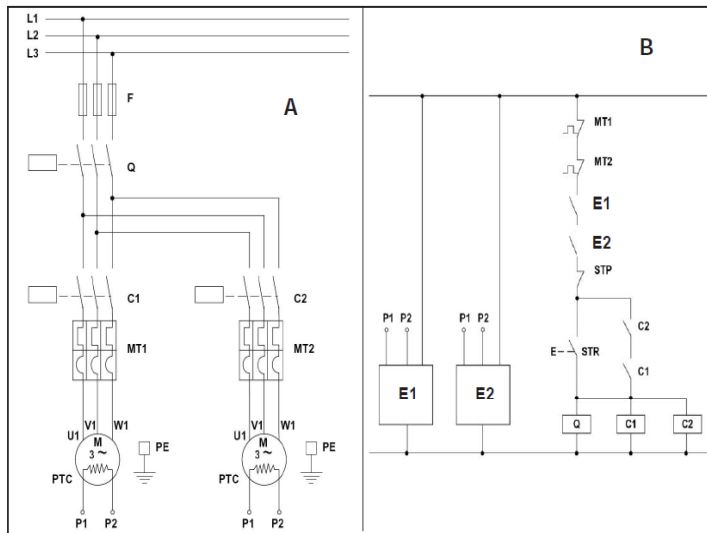 L1
L2
L3
F
A
Q
C1
C2
MT1
MT2
U1 V1 W1
M
3 ~
PE
PTC
P1 P2
U1 V1 W1
M
3 ~
PE
PTC
P1 P2
B
MT1
MT2
E1
E2
STP
P1 P2
P1 P2
C2
E STR
C1
E1
E2
Q
C1
C2